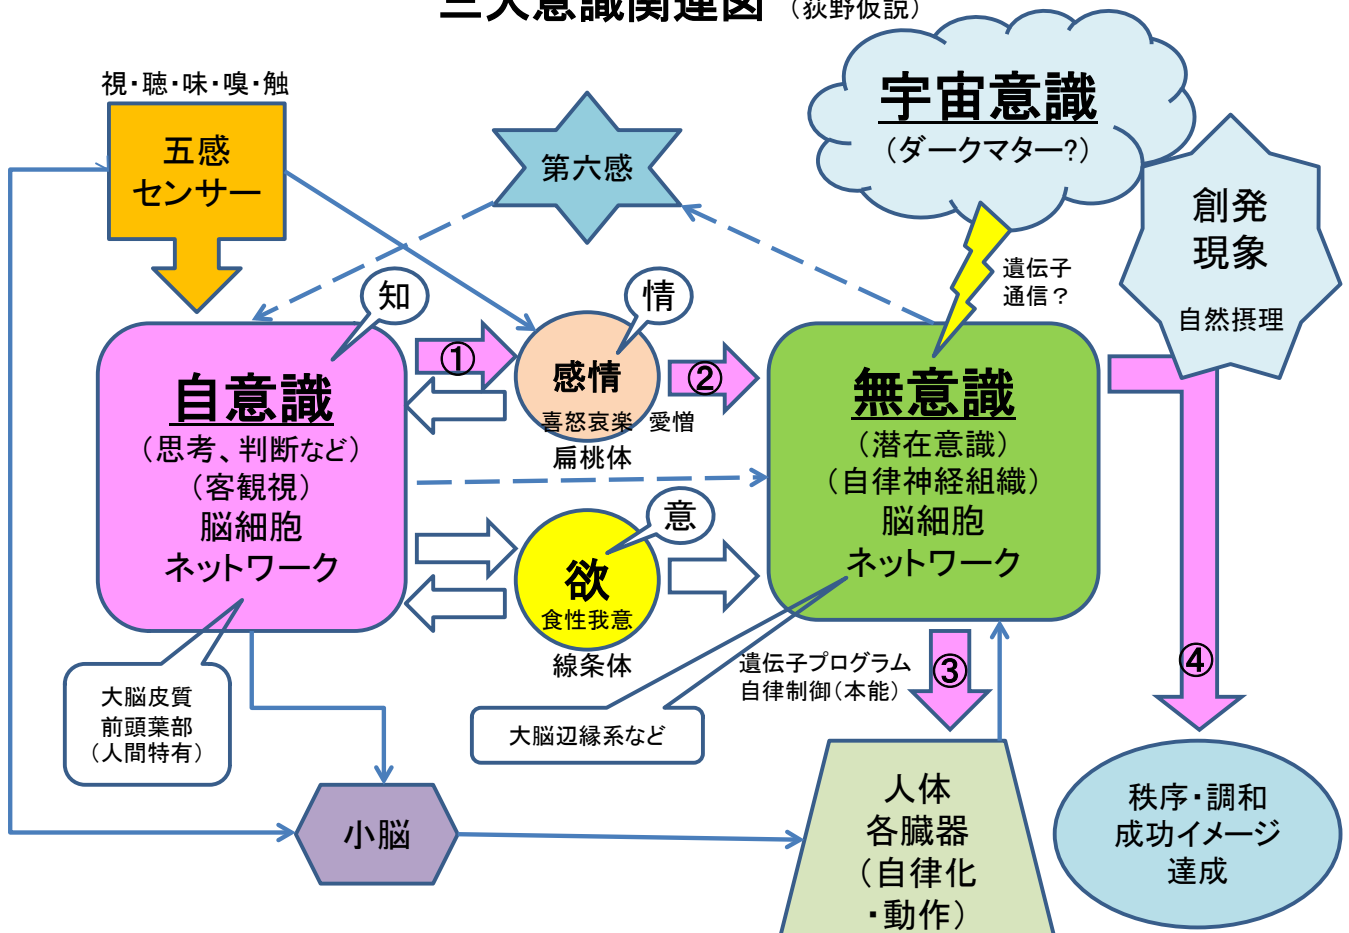 三大意識関連図 （荻野仮説）
視・聴・味・嗅・触
五感
センサー
第六感
宇宙意識
（ダークマター?）
創発
現象
自然摂理
遺伝子
通信？
知
情
①
②
自意識
（思考、判断など）
（客観視）
脳細胞
ネットワーク
感情
喜怒哀楽 愛憎
扁桃体
無意識
（潜在意識）
（自律神経組織）
脳細胞
ネットワーク
意
欲
食性我意
線条体
遺伝子プログラム
自律制御（本能）
③
④
大脳皮質
前頭葉部
（人間特有）
大脳辺縁系など
小脳
人体
各臓器
（自律化
・動作）
秩序・調和
成功イメージ
達成